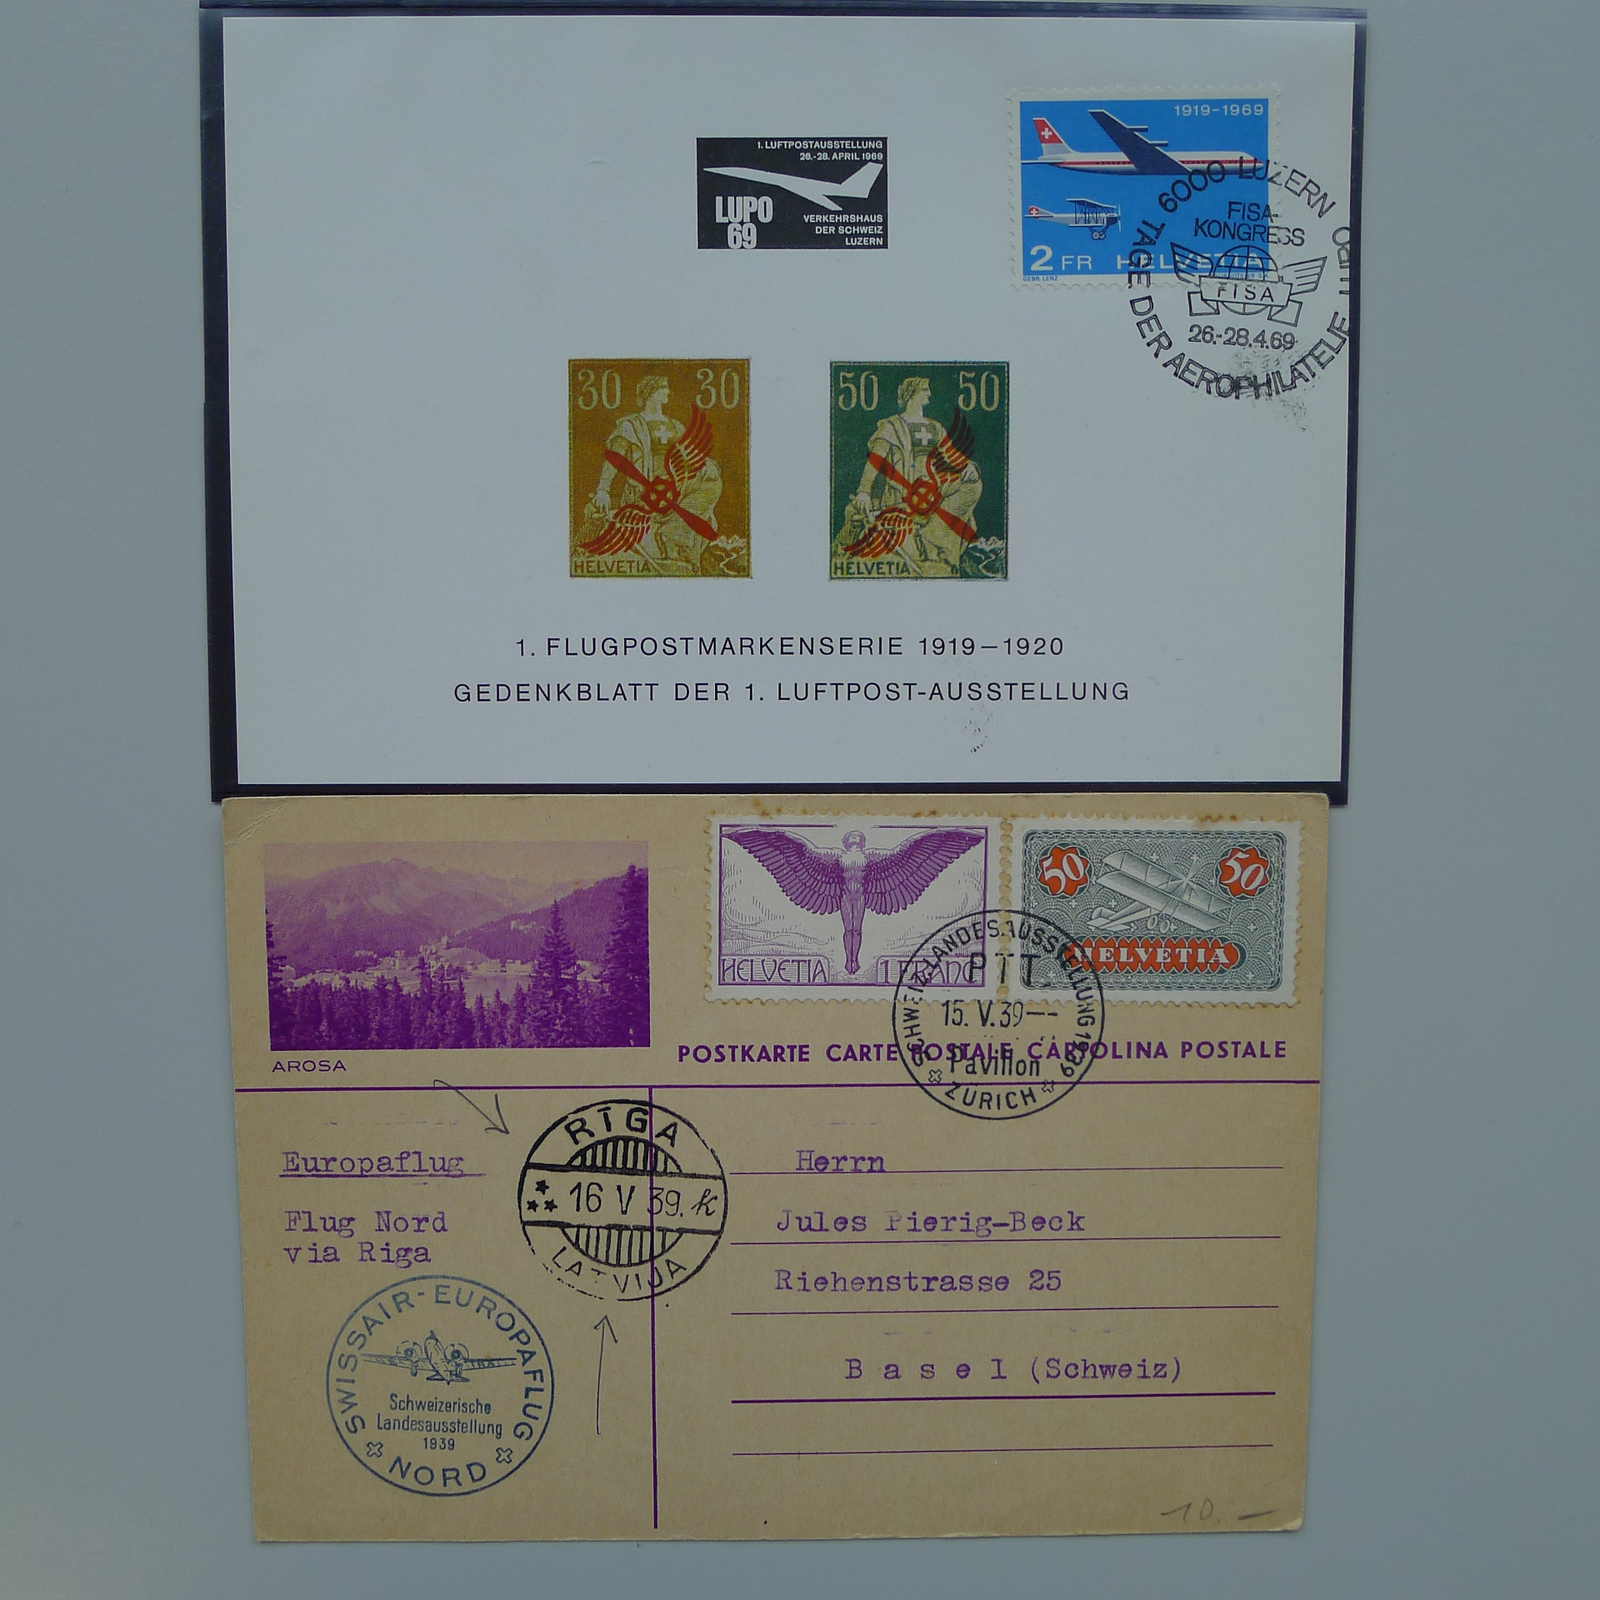 1. LUFTPOSTAUSSTELLUNG
26.-28. APRIL 1969
LUPO
69
VERKEHRSHAUS
DER SCHWEIZ
LUZERN
1919-1969
2 FR HELVETIA
6000 LUZERN
TAGE DER AEROPHILATELIE
FISA-
KONGRESS
FISA
26.-28.4.69
30 30
HELVETIA
50 50
HELVETIA
1. FLUGPOSTMARKENSERIE 1919–1920
GEDENKBLATT DER 1. LUFTPOST-AUSSTELLUNG
HELVETIA 1 FRANC
50 50
HELVETIA
SCHWEIZ. LANDESAUSSTELLUNG 1939
PTT
15. V. 39--
Pavillon
ZÜRICH
AROSA
POSTKARTE CARTE POSTALE CARTOLINA POSTALE
Europaflug
Flug Nord
via Riga
RĪGA
16 V 39. k
LATVIJA
Herrn
Jules Pierig-Beck
Riehenstrasse 25
Basel (Schweiz)
SWISSAIR-EUROPAFLUG
Schweizerische
Landesausstellung
1939
NORD
10.-